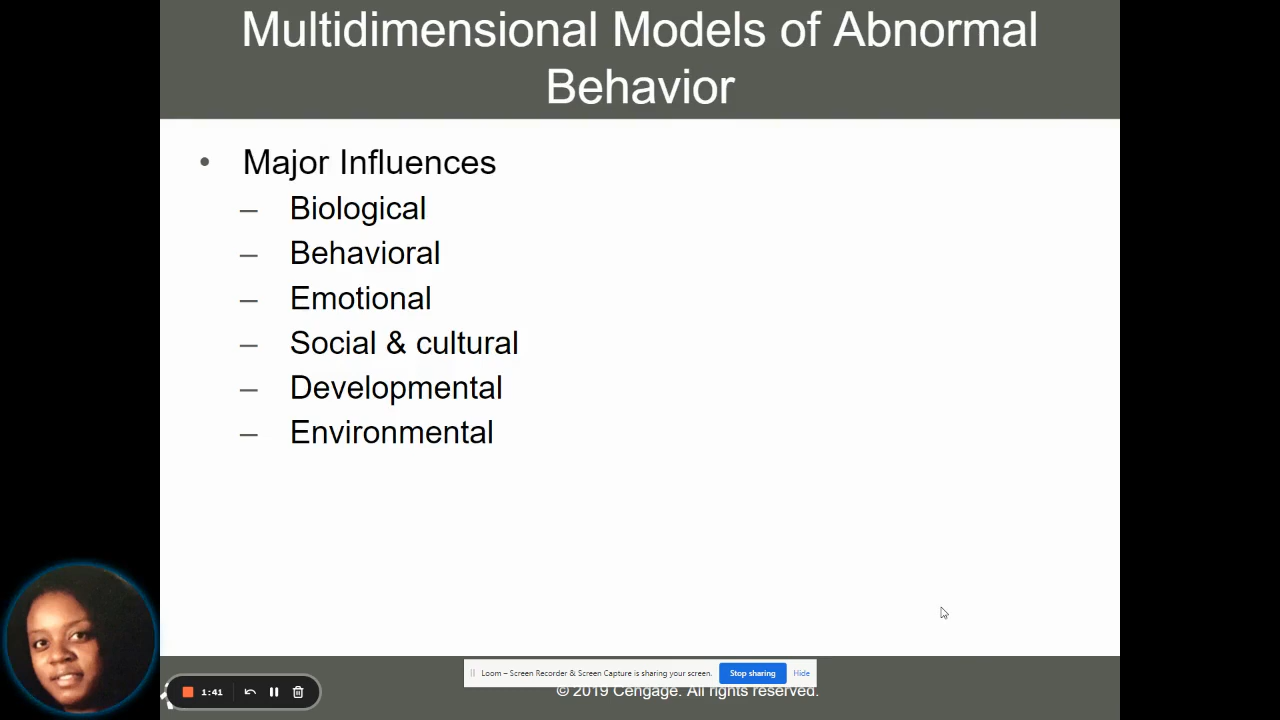 Multidimensional Models of Abnormal
Behavior
• Major Influences
– Biological
– Behavioral
– Emotional
– Social & cultural
– Developmental
– Environmental
Loom – Screen Recorder & Screen Capture is sharing your screen. Stop sharing Hide
1:41
© 2019 Cengage. All rights reserved.